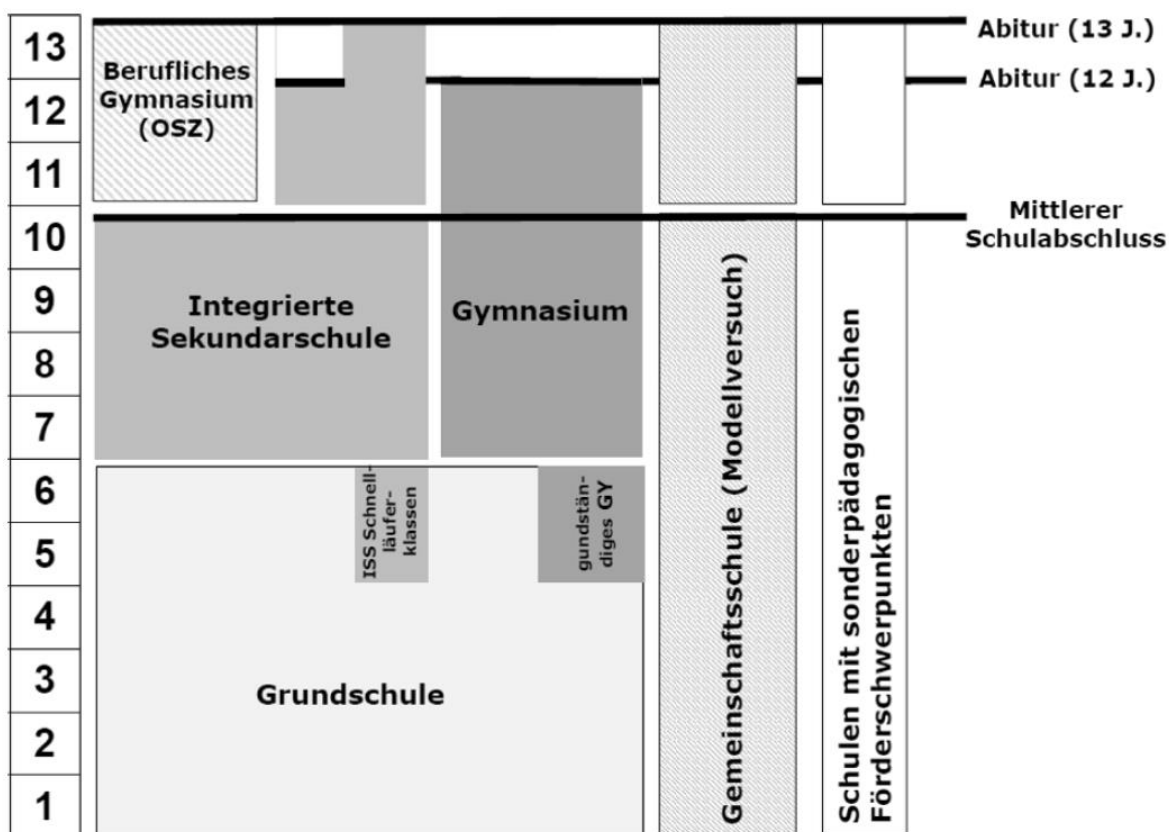 13
12
11
10
9
8
7
6
5
4
3
2
1
Berufliches
Gymnasium
(OSZ)
Abitur (13 J.)
Abitur (12 J.)
Mittlerer
Schulabschluss
Integrierte
Sekundarschule
Gymnasium
ISS Schnell-
läufer-
klassen
gundstän-
diges GY
Grundschule
Gemeinschaftsschule (Modellversuch)
Schulen mit sonderpädagogischen
Förderschwerpunkten